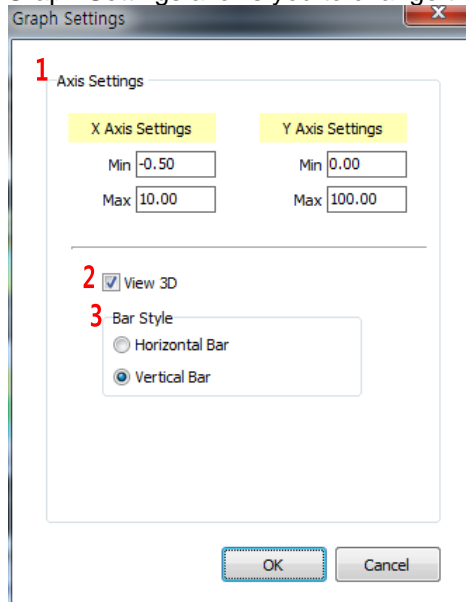 Graph Settings
1 Axis Settings
X Axis Settings Y Axis Settings
Min -0.50 Min 0.00
Max 10.00 Max 100.00
2 View 3D
3 Bar Style
Horizontal Bar
Vertical Bar
OK Cancel